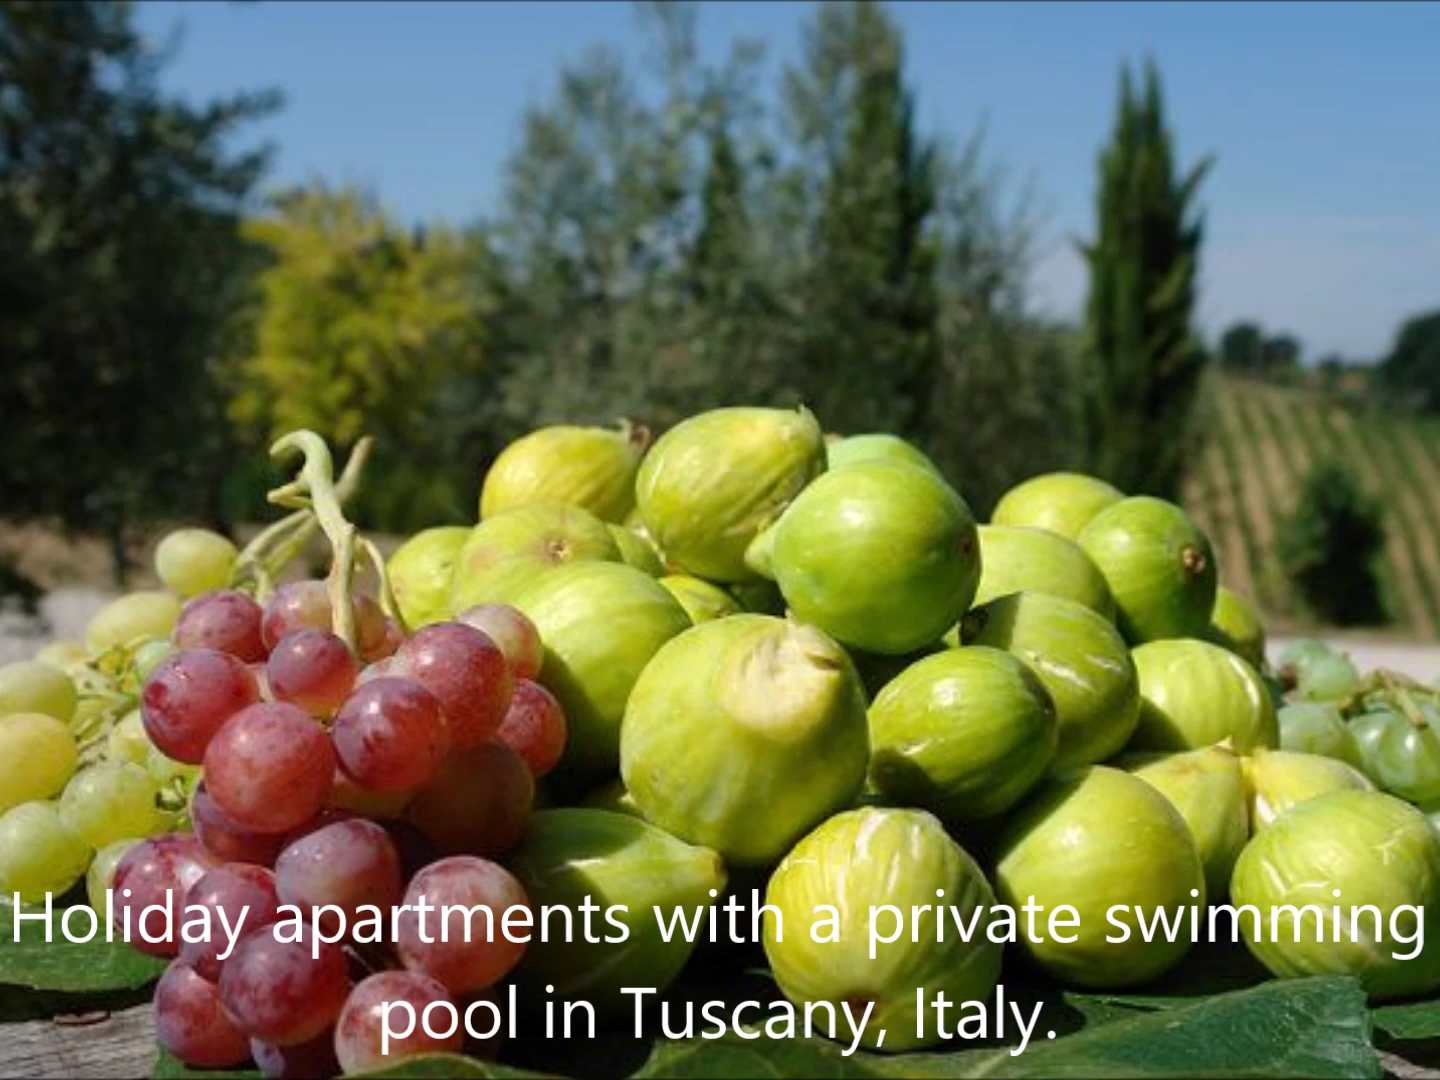 Holiday apartments with a private swimming
pool in Tuscany, Italy.